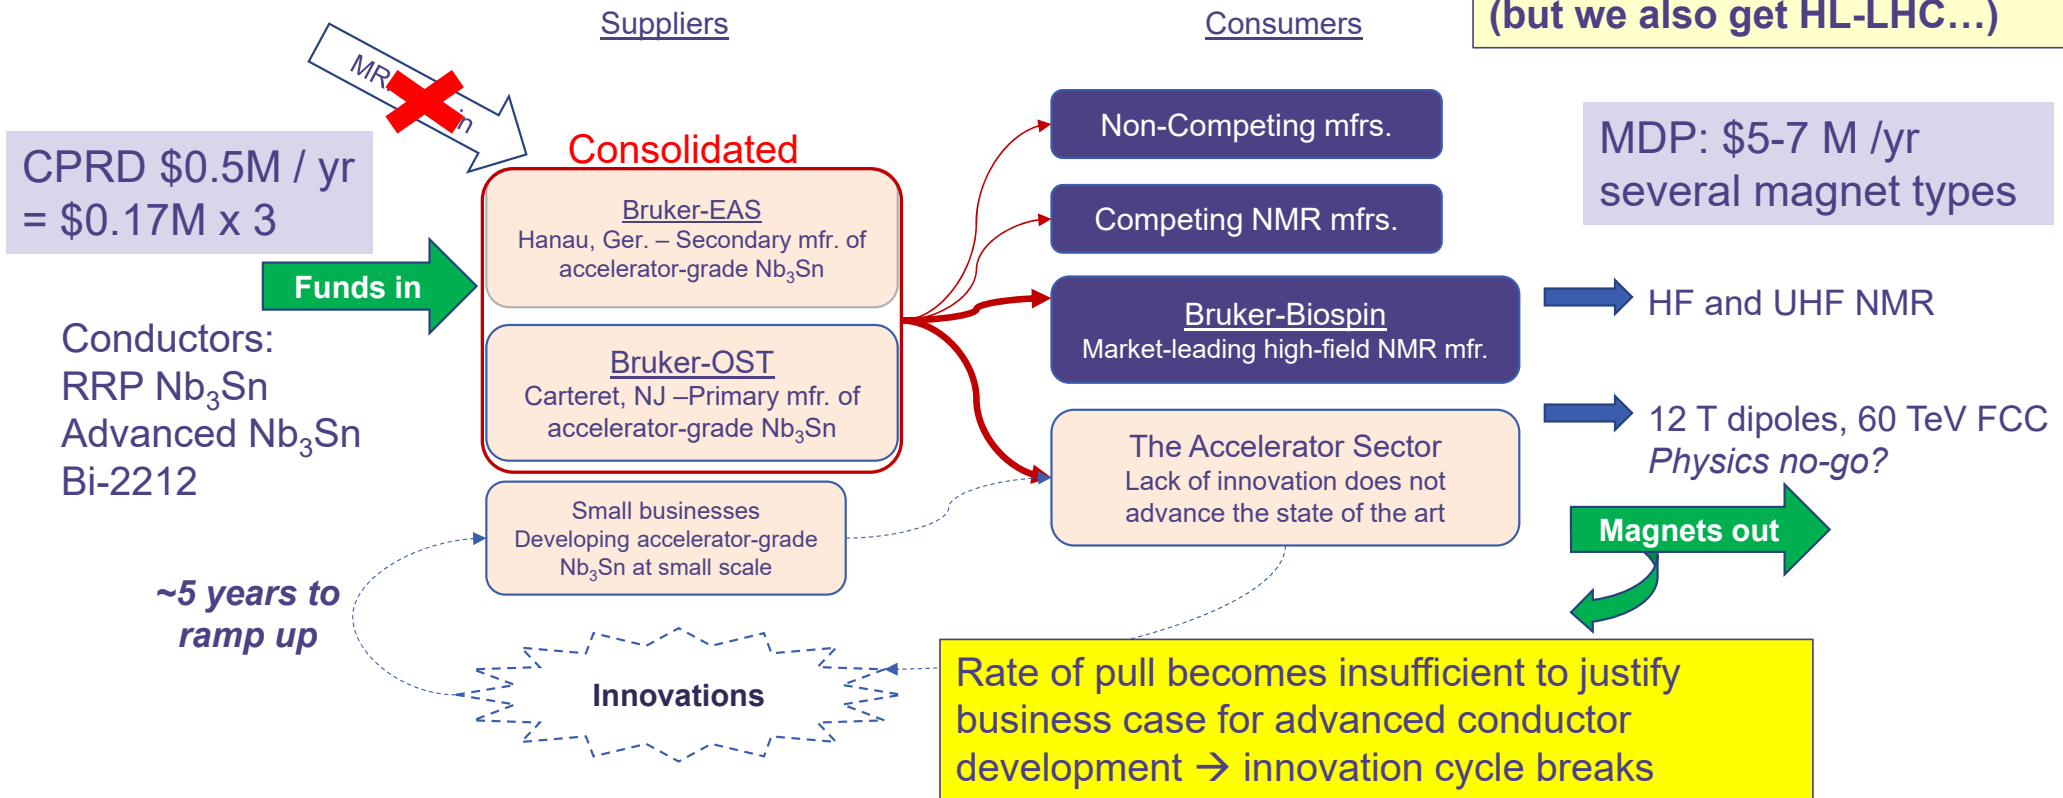 Suppliers
Consumers
(but we also get HL-LHC…)
CPRD $0.5M / yr
= $0.17M x 3
Funds in
Conductors:
RRP Nb₃Sn
Advanced Nb₃Sn
Bi-2212
Consolidated
Bruker-EAS
Hanau, Ger. – Secondary mfr. of
accelerator-grade Nb₃Sn
Bruker-OST
Carteret, NJ –Primary mfr. of
accelerator-grade Nb₃Sn
Small businesses
Developing accelerator-grade
Nb₃Sn at small scale
~5 years to
ramp up
Innovations
Non-Competing mfrs.
Competing NMR mfrs.
Bruker-Biospin
Market-leading high-field NMR mfr.
The Accelerator Sector
Lack of innovation does not
advance the state of the art
MDP: $5-7 M /yr
several magnet types
HF and UHF NMR
12 T dipoles, 60 TeV FCC
Physics no-go?
Magnets out
Rate of pull becomes insufficient to justify
business case for advanced conductor
development → innovation cycle breaks